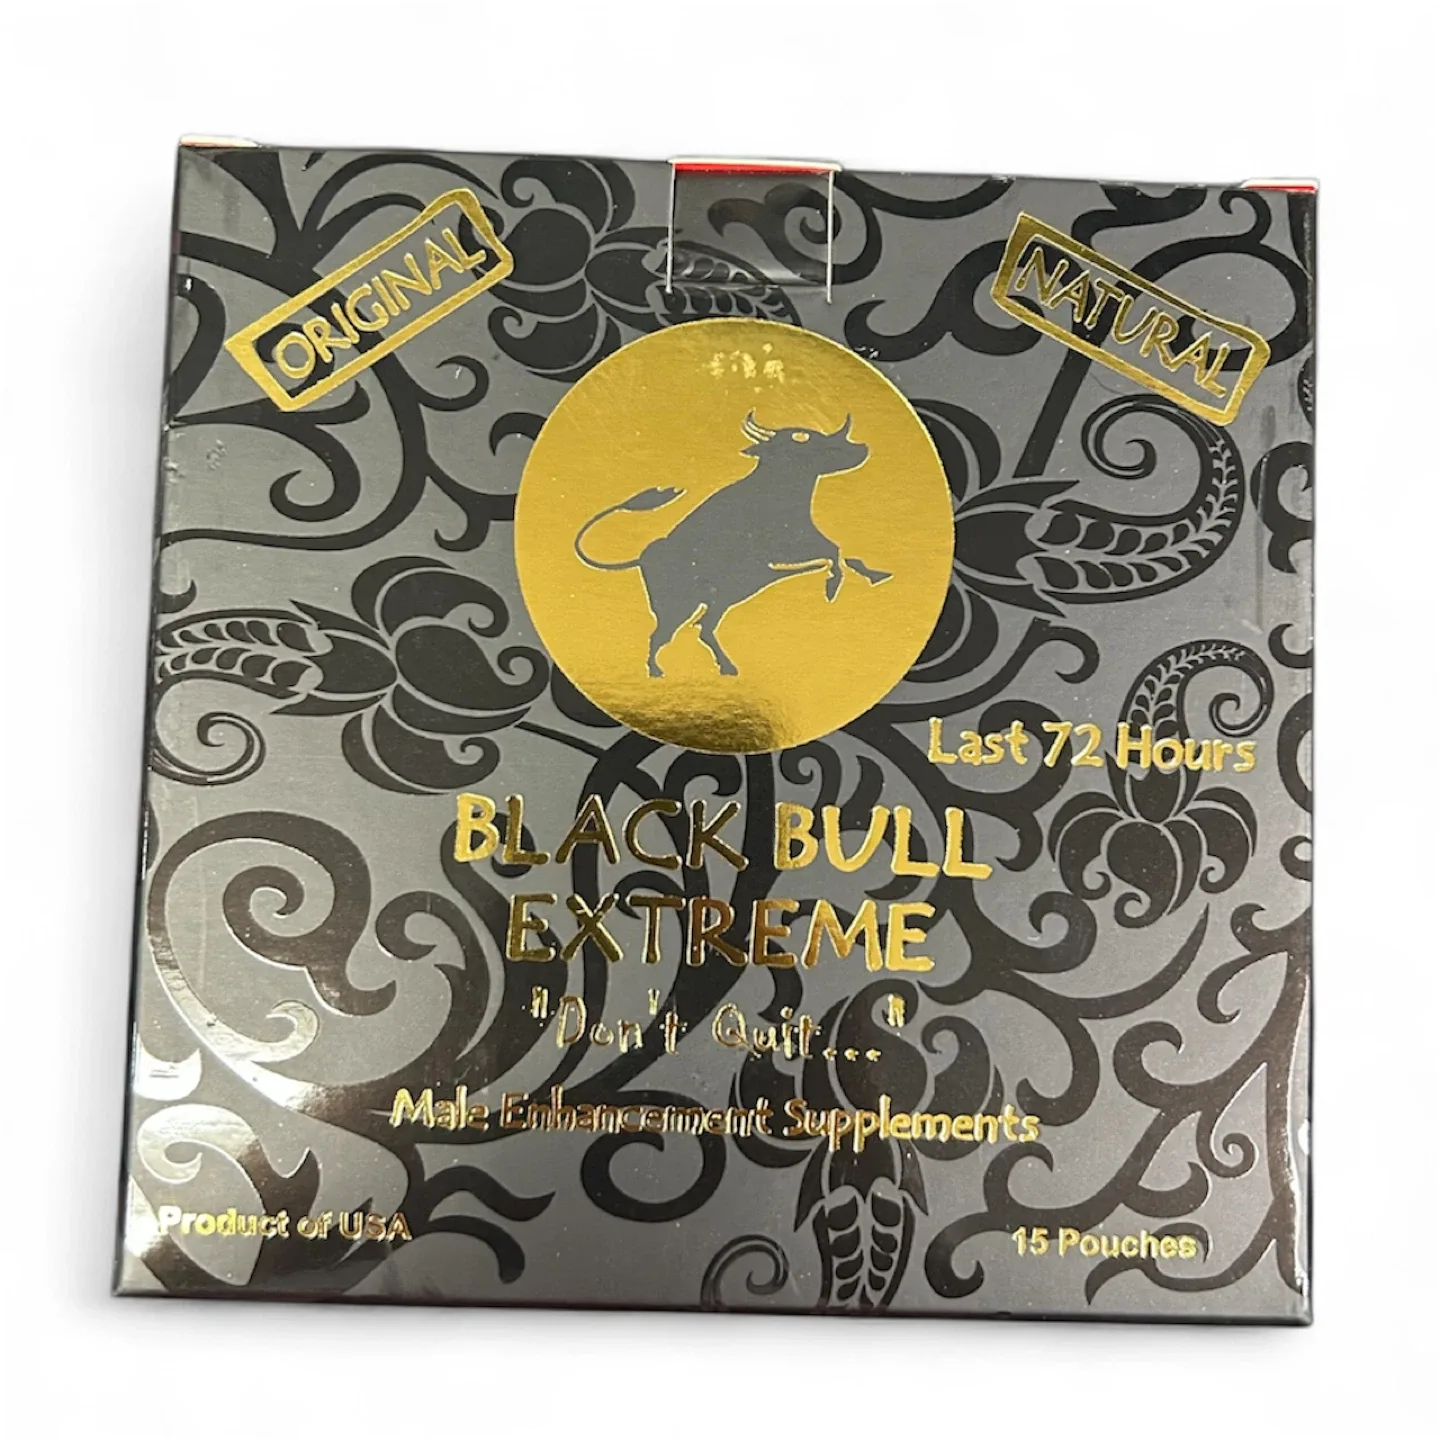 ORIGINAL
NATURAL
Last 72 Hours
BLACK BULL
EXTREME
"Don't Quit..."
Male Enhancement Supplements
Product of USA
15 Pouches